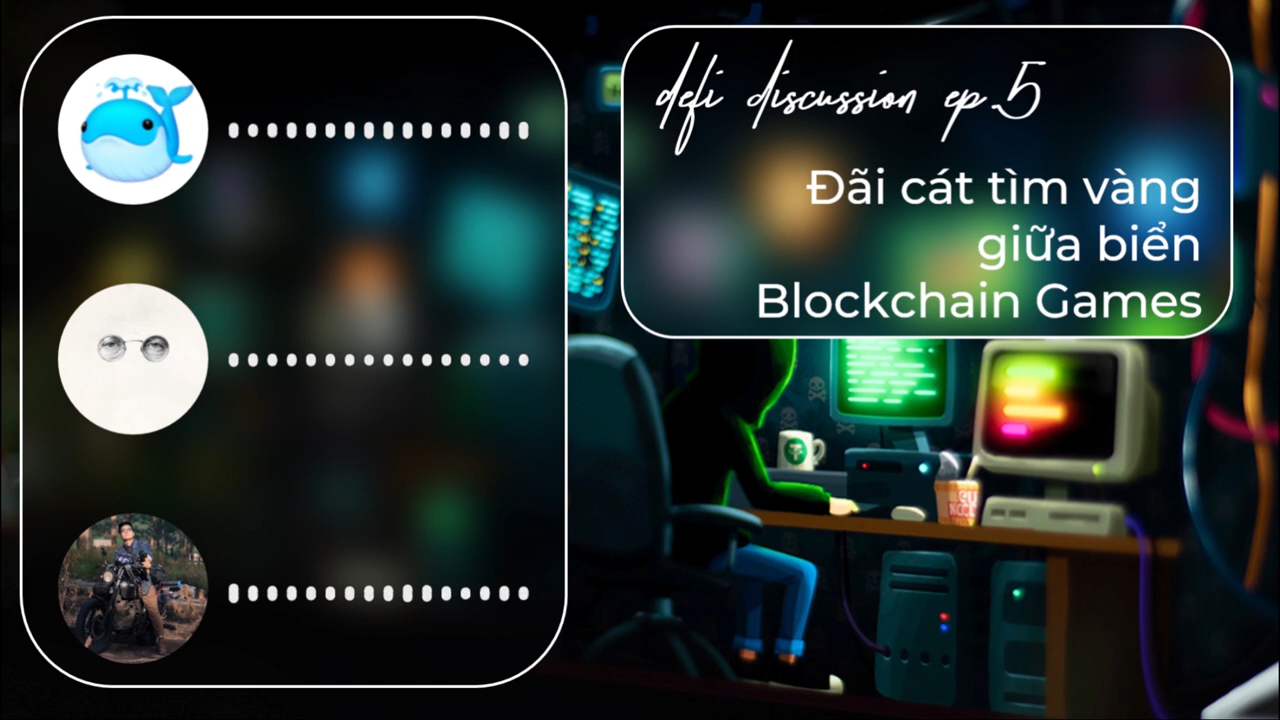 defi discussion ep.5
Đãi cát tìm vàng
giữa biển
Blockchain Games